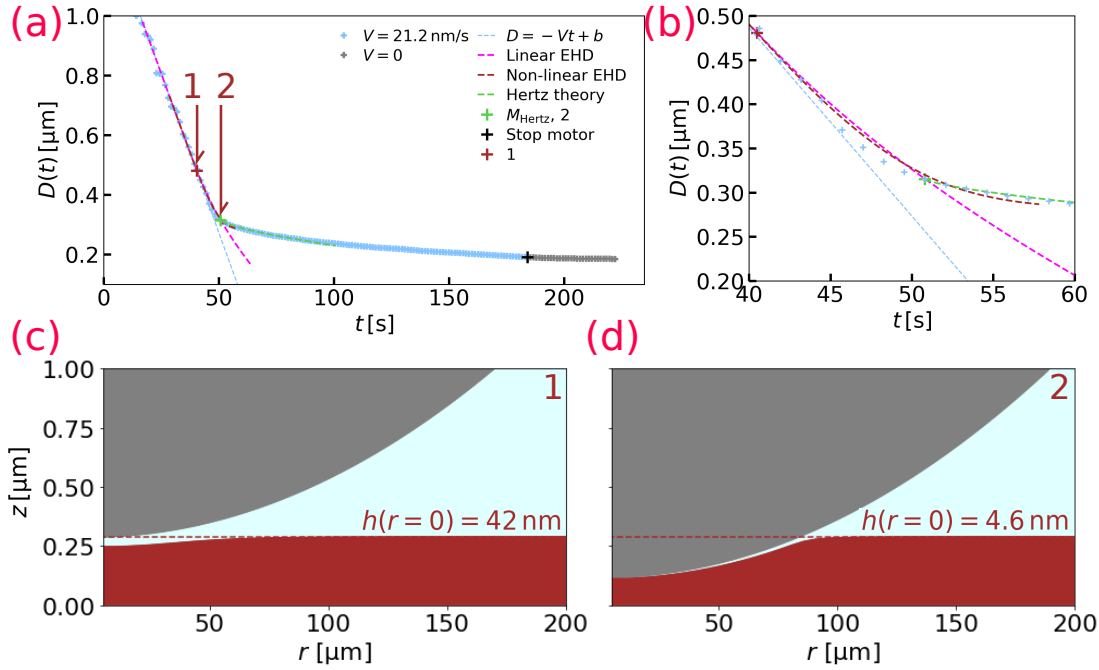 (a)
D(t) [µm]
1.0
0.8
0.6
0.4
0.2
0
50
100
150
200
t [s]
1 2
V = 21.2 nm/s
V = 0
D = −Vt + b
Linear EHD
Non-linear EHD
Hertz theory
M_Hertz, 2
Stop motor
1
(b)
D(t) [µm]
0.50
0.45
0.40
0.35
0.30
0.25
0.20
40
45
50
55
60
t [s]
(c)
z [µm]
1.00
0.75
0.50
0.25
0.00
50
100
150
200
r [µm]
1
h(r = 0) = 42 nm
(d)
50
100
150
200
r [µm]
2
h(r = 0) = 4.6 nm